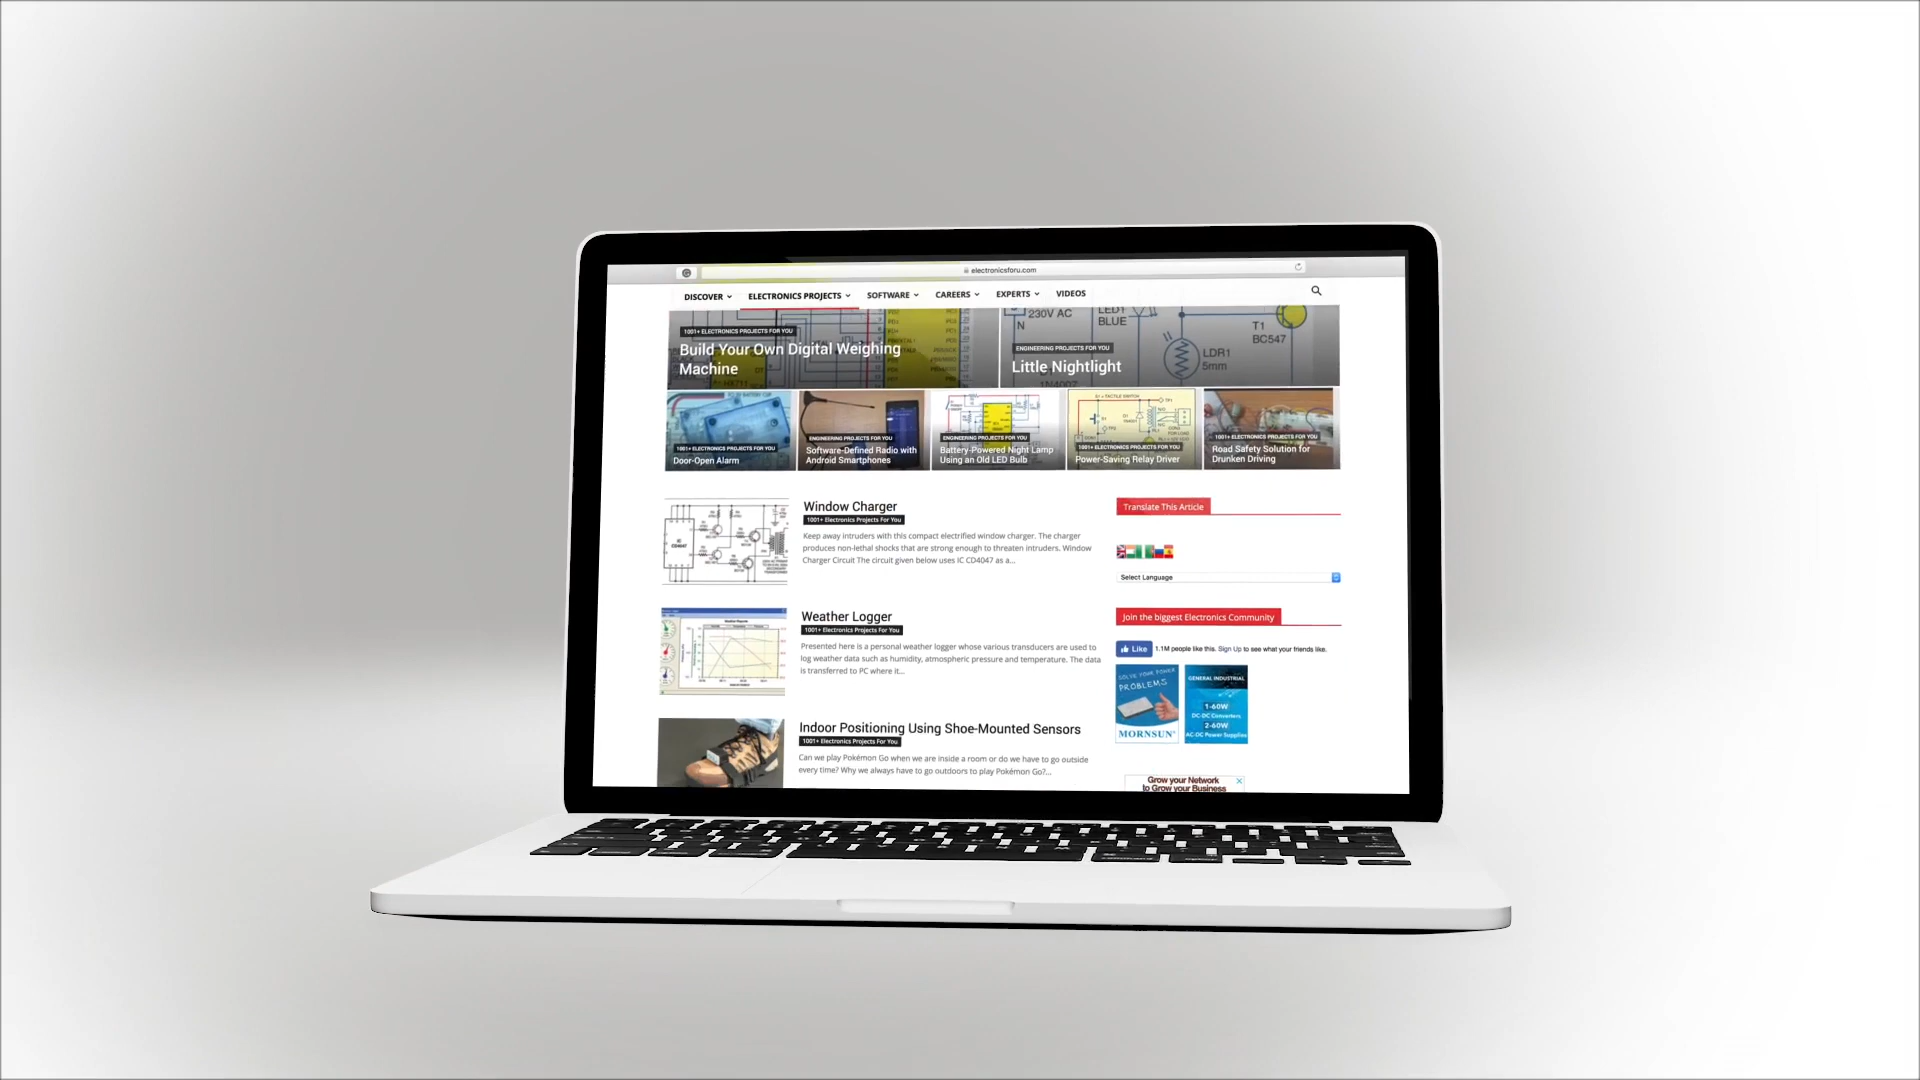 electronicsforu.com
DISCOVER ELECTRONICS PROJECTS SOFTWARE CAREERS EXPERTS VIDEOS
1001+ ELECTRONICS PROJECTS FOR YOU
Build Your Own Digital Weighing
Machine
230V AC
N
LED1
BLUE
T1
BC547
LDR1
5mm
1N4007
ENGINEERING PROJECTS FOR YOU
Little Nightlight
1001+ ELECTRONICS PROJECTS FOR YOU
Door-Open Alarm
ENGINEERING PROJECTS FOR YOU
Software-Defined Radio with
Android Smartphones
ENGINEERING PROJECTS FOR YOU
Battery-Powered Night Lamp
Using an Old LED Bulb
1001+ ELECTRONICS PROJECTS FOR YOU
Power-Saving Relay Driver
1001+ ELECTRONICS PROJECTS FOR YOU
Road Safety Solution for
Drunken Driving
Window Charger
1001+ Electronics Projects For You
Keep away intruders with this compact electrified window charger. The charger
produces non-lethal shocks that are strong enough to threaten intruders. Window
Charger Circuit The circuit given below uses IC CD4047 as a...
Weather Logger
1001+ Electronics Projects For You
Presented here is a personal weather logger whose various transducers are used to
log weather data such as humidity, atmospheric pressure and temperature. The data
is transferred to PC where it...
Indoor Positioning Using Shoe-Mounted Sensors
1001+ Electronics Projects For You
Can we play Pokémon Go when we are inside a room or do we have to go outside
every time? Why we always have to go outdoors to play Pokémon Go?...
Translate This Article
Select Language
Join the biggest Electronics Community
Like 1.1M people like this. Sign Up to see what your friends like.
SOLVE YOUR POWER
PROBLEMS
MORNSUN
GENERAL INDUSTRIAL
1-60W
DC-DC Converters
2-60W
AC-DC Power Supplies
Grow your Network
to Grow your Business